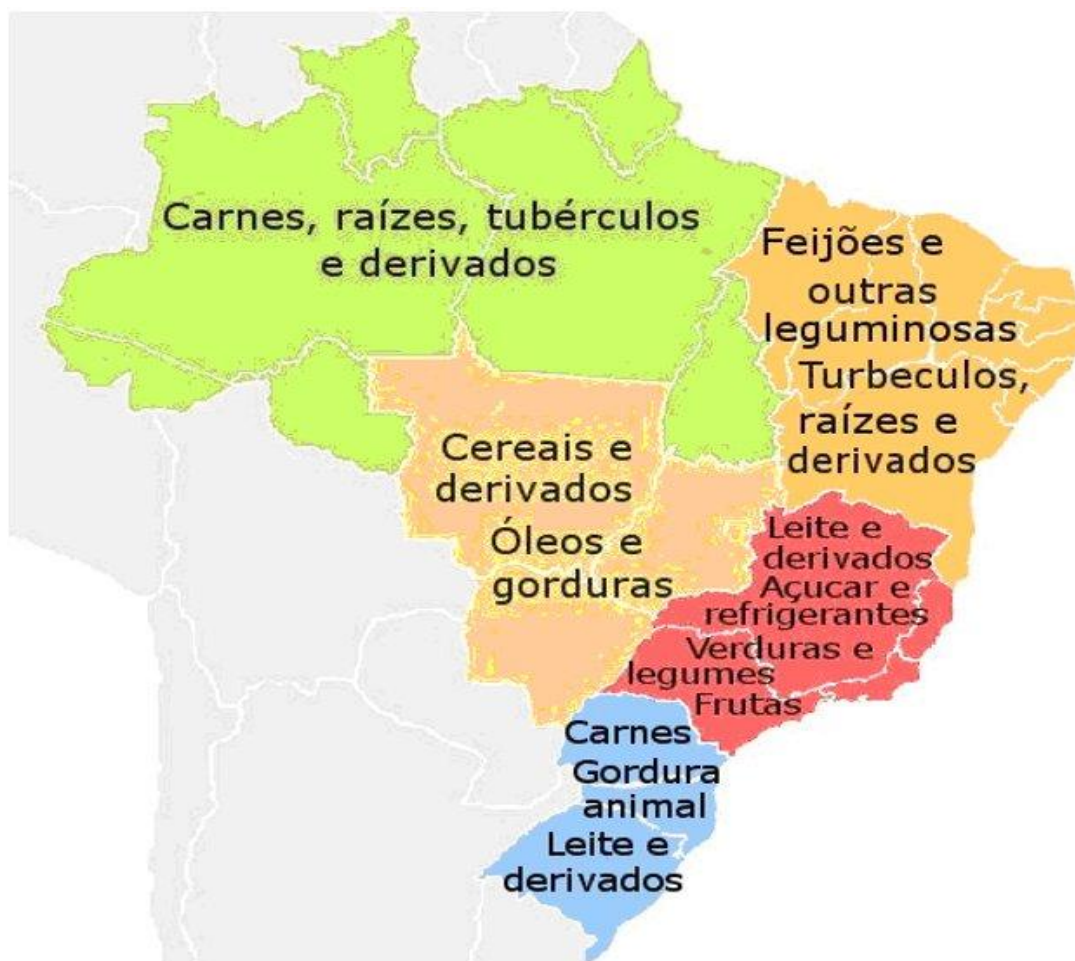 Carnes, raízes, tubérculos
e derivados
Feijões e
outras
leguminosas
Turbeculos,
raízes e
derivados
Cereais e
derivados
Óleos e
gorduras
Leite e
derivados
Açucar e
refrigerantes
Verduras e
legumes
Frutas
Carnes
Gordura
animal
Leite e
derivados